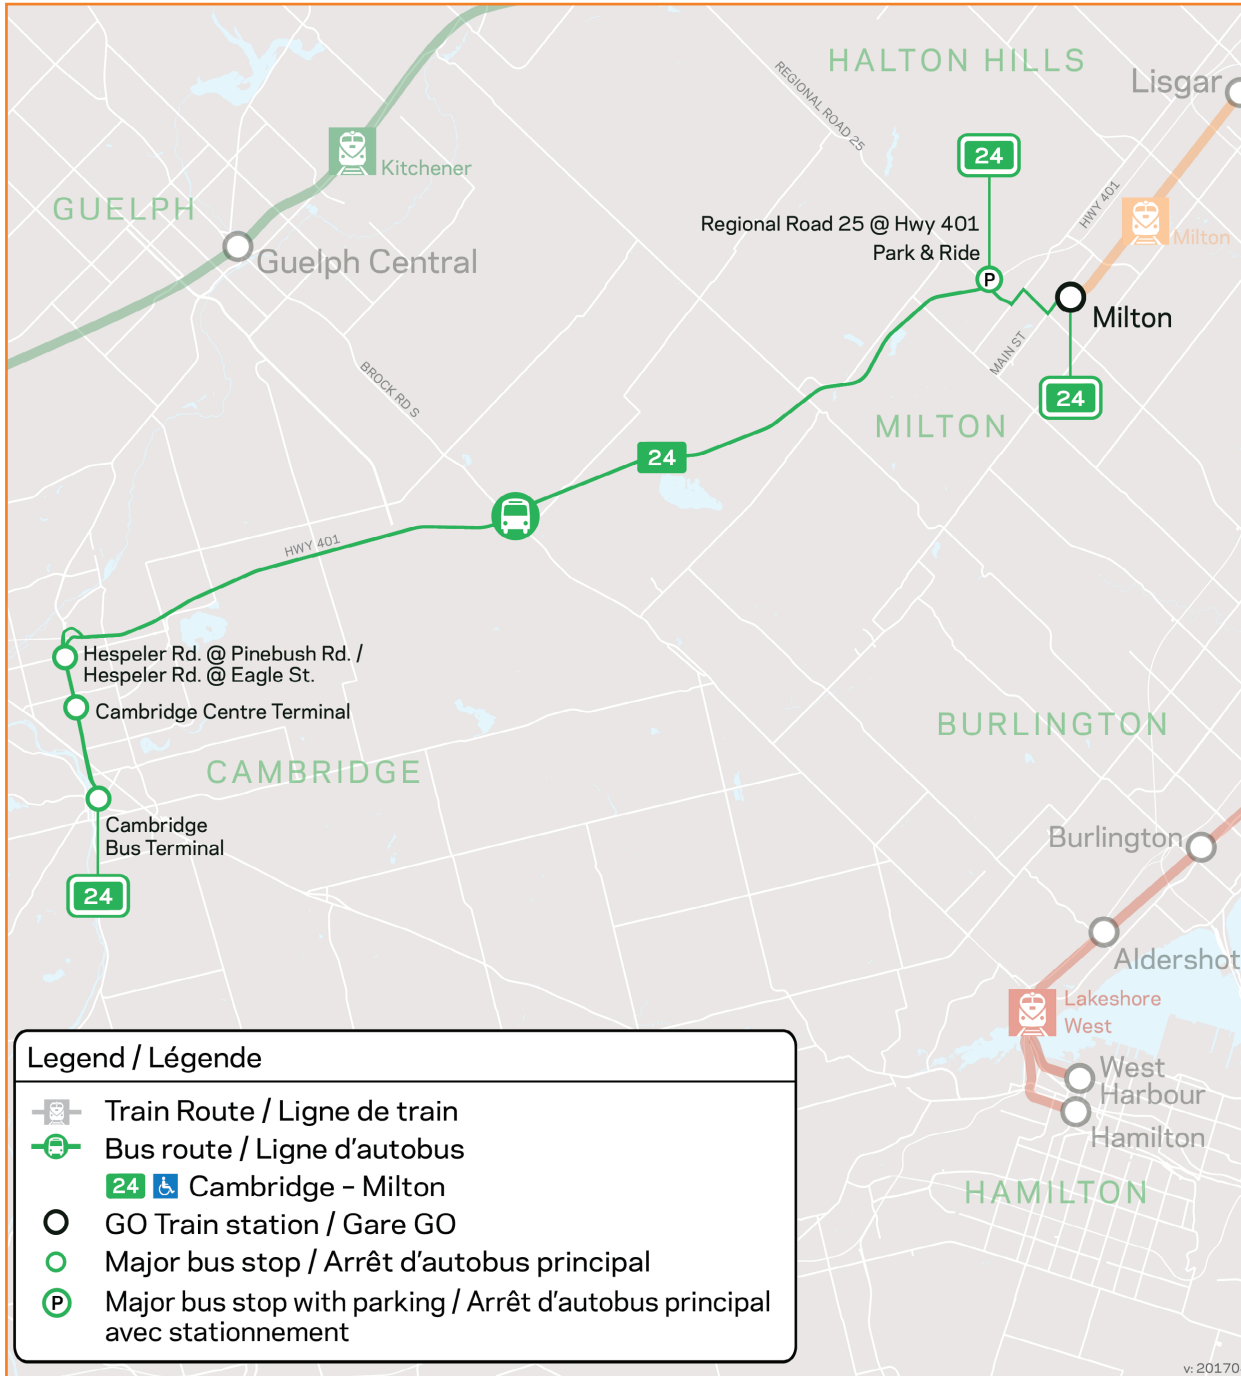 HALTON HILLS
Lisgar
REGIONAL ROAD 25
24
Kitchener
HWY 401
GUELPH
Regional Road 25 @ Hwy 401
Park & Ride
Milton
Guelph Central
P
Milton
MAIN ST
BROCK RD S
24
MILTON
24
HWY 401
Hespeler Rd. @ Pinebush Rd. /
Hespeler Rd. @ Eagle St.
Cambridge Centre Terminal
BURLINGTON
CAMBRIDGE
Cambridge
Bus Terminal
Burlington
24
Aldershot
Lakeshore
West
West
Harbour
Hamilton
HAMILTON
Legend / Légende
Train Route / Ligne de train
Bus route / Ligne d'autobus
24 Cambridge – Milton
GO Train station / Gare GO
Major bus stop / Arrêt d'autobus principal
P Major bus stop with parking / Arrêt d'autobus principal
avec stationnement